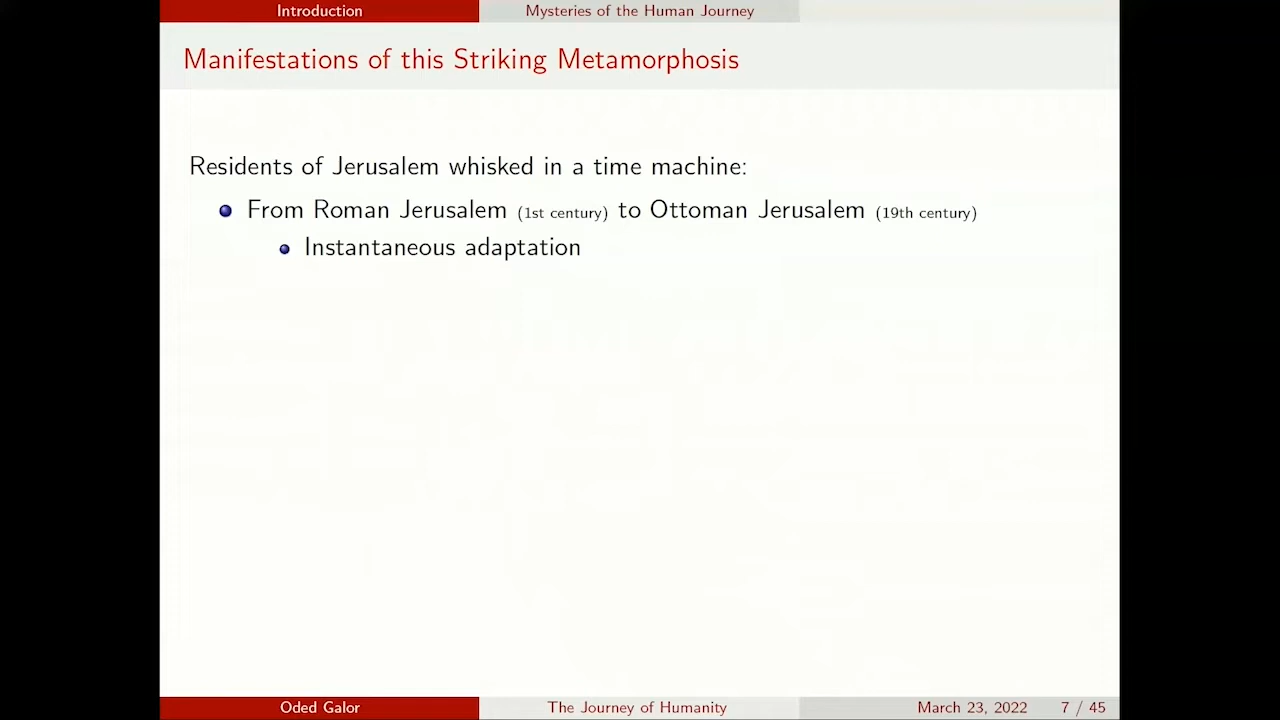 Introduction Mysteries of the Human Journey
Manifestations of this Striking Metamorphosis
Residents of Jerusalem whisked in a time machine:
From Roman Jerusalem (1st century) to Ottoman Jerusalem (19th century)
Instantaneous adaptation
Oded Galor The Journey of Humanity March 23, 2022 7 / 45